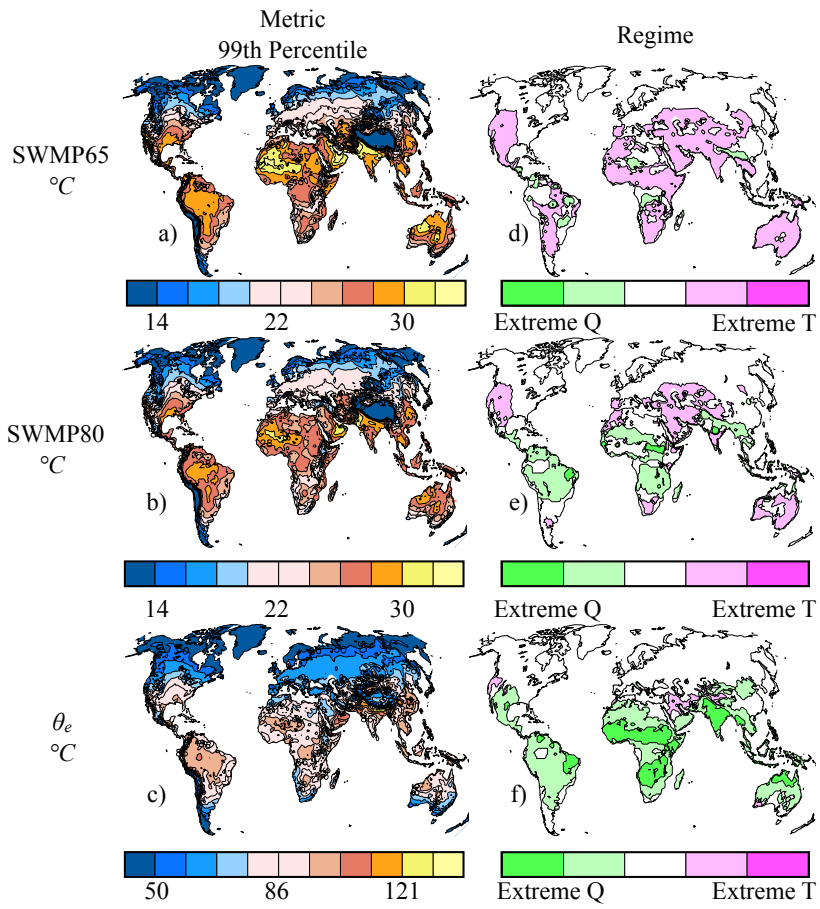 Metric
99th Percentile
Regime
SWMP65
°C
a)
d)
14 22 30
Extreme Q Extreme T
SWMP80
°C
b)
e)
14 22 30
Extreme Q Extreme T
θe
°C
c)
f)
50 86 121
Extreme Q Extreme T